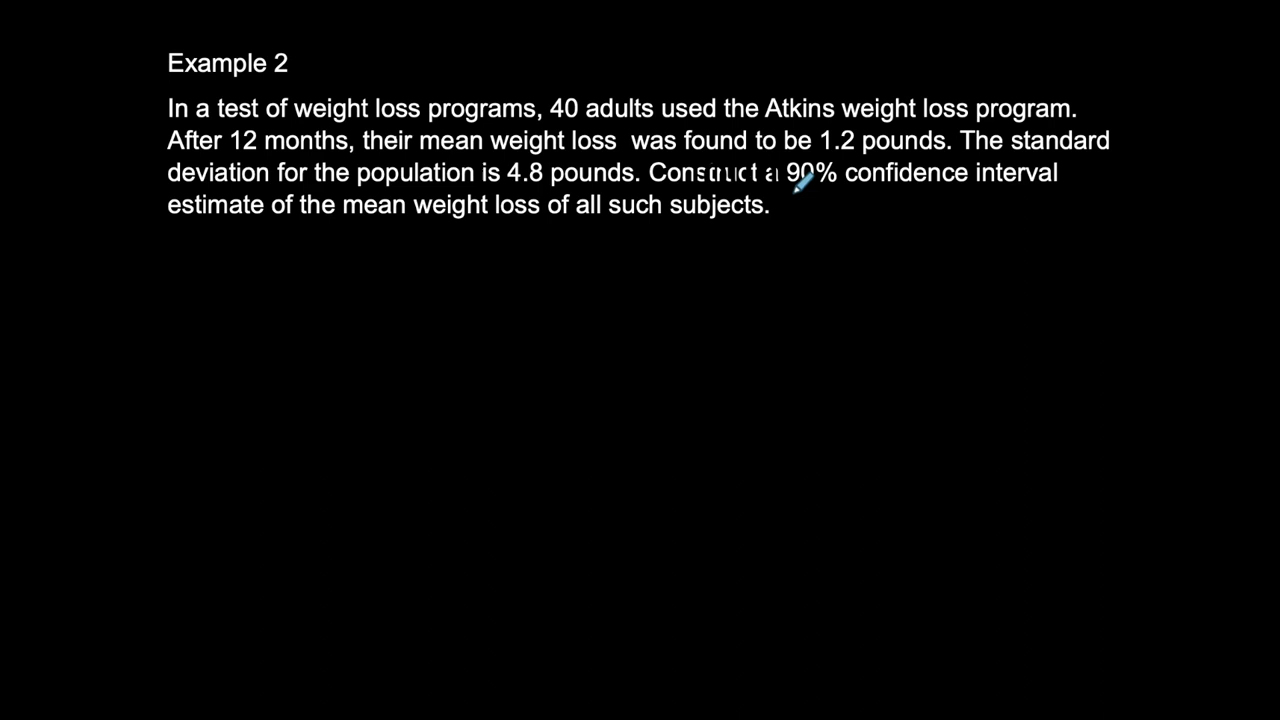 Example 2
In a test of weight loss programs, 40 adults used the Atkins weight loss program.
After 12 months, their mean weight loss was found to be 1.2 pounds. The standard
deviation for the population is 4.8 pounds. Construct a 90% confidence interval
estimate of the mean weight loss of all such subjects.